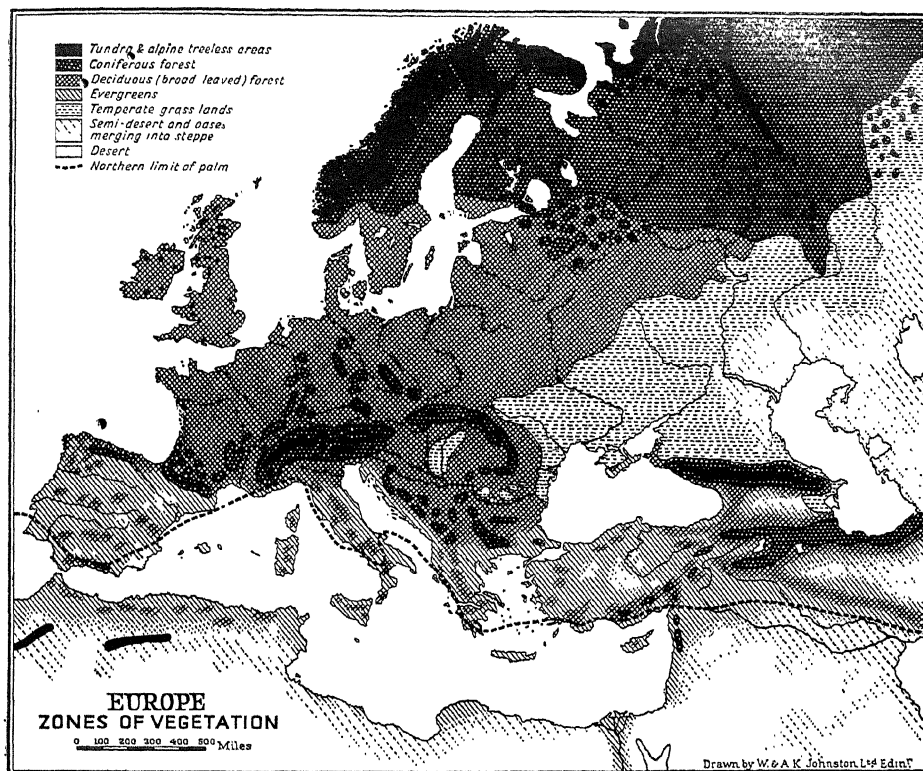 Tundra & alpine treeless areas
Coniferous forest
Deciduous (broad leaved) forest
Evergreens
Temperate grass lands
Semi-desert and oases
merging into steppe
Desert
Northern limit of palm
EUROPE
ZONES OF VEGETATION
0 100 200 300 400 500 Miles
Drawn by W. & A.K. Johnston Ltd Edinr.